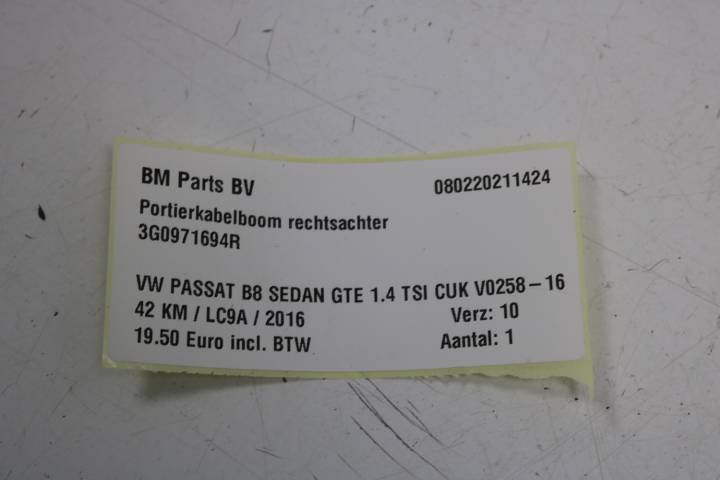 BM Parts BV 080220211424
Portierkabelboom rechtsachter
3G0971694R
VW PASSAT B8 SEDAN GTE 1.4 TSI CUK V0258-16
42 KM / LC9A / 2016 Verz: 10
19.50 Euro incl. BTW Aantal: 1